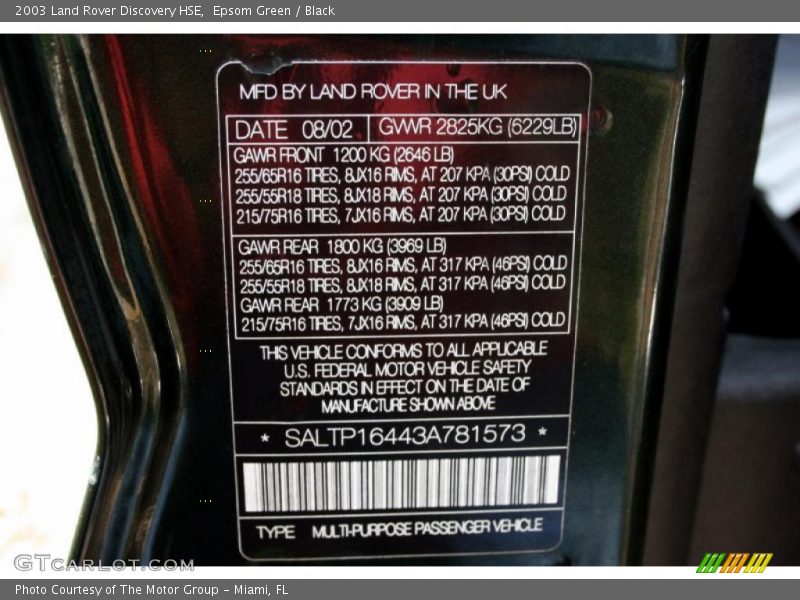 2003 Land Rover Discovery HSE, Epsom Green / Black
MFD BY LAND ROVER IN THE UK
DATE 08/02 GVWR 2825KG (6229LB)
GAWR FRONT 1200 KG (2646 LB)
255/65R16 TIRES, 8JX16 RIMS, AT 207 KPA (30PSI) COLD
255/55R18 TIRES, 8JX18 RIMS, AT 207 KPA (30PSI) COLD
215/75R16 TIRES, 7JX16 RIMS, AT 207 KPA (30PSI) COLD
GAWR REAR 1800 KG (3969 LB)
255/65R16 TIRES, 8JX16 RIMS, AT 317 KPA (46PSI) COLD
255/55R18 TIRES, 8JX18 RIMS, AT 317 KPA (46PSI) COLD
GAWR REAR 1773 KG (3909 LB)
215/75R16 TIRES, 7JX16 RIMS, AT 317 KPA (46PSI) COLD
THIS VEHICLE CONFORMS TO ALL APPLICABLE
U.S. FEDERAL MOTOR VEHICLE SAFETY
STANDARDS IN EFFECT ON THE DATE OF
MANUFACTURE SHOWN ABOVE
* SALTP16443A781573 *
TYPE MULTI-PURPOSE PASSENGER VEHICLE
GTCARLOT.COM
Photo Courtesy of The Motor Group - Miami, FL